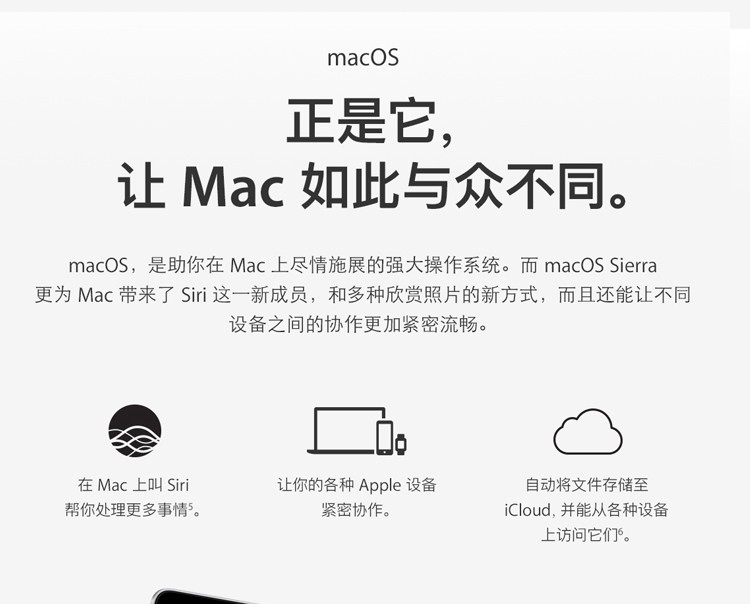 macOS
正是它，
让 Mac 如此与众不同。
macOS，是助你在 Mac 上尽情施展的强大操作系统。而 macOS Sierra
更为 Mac 带来了 Siri 这一新成员，和多种欣赏照片的新方式，而且还能让不同
设备之间的协作更加紧密流畅。
在 Mac 上叫 Siri
帮你处理更多事情⁵。
让你的各种 Apple 设备
紧密协作。
自动将文件存储至
iCloud, 并能从各种设备
上访问它们⁶。